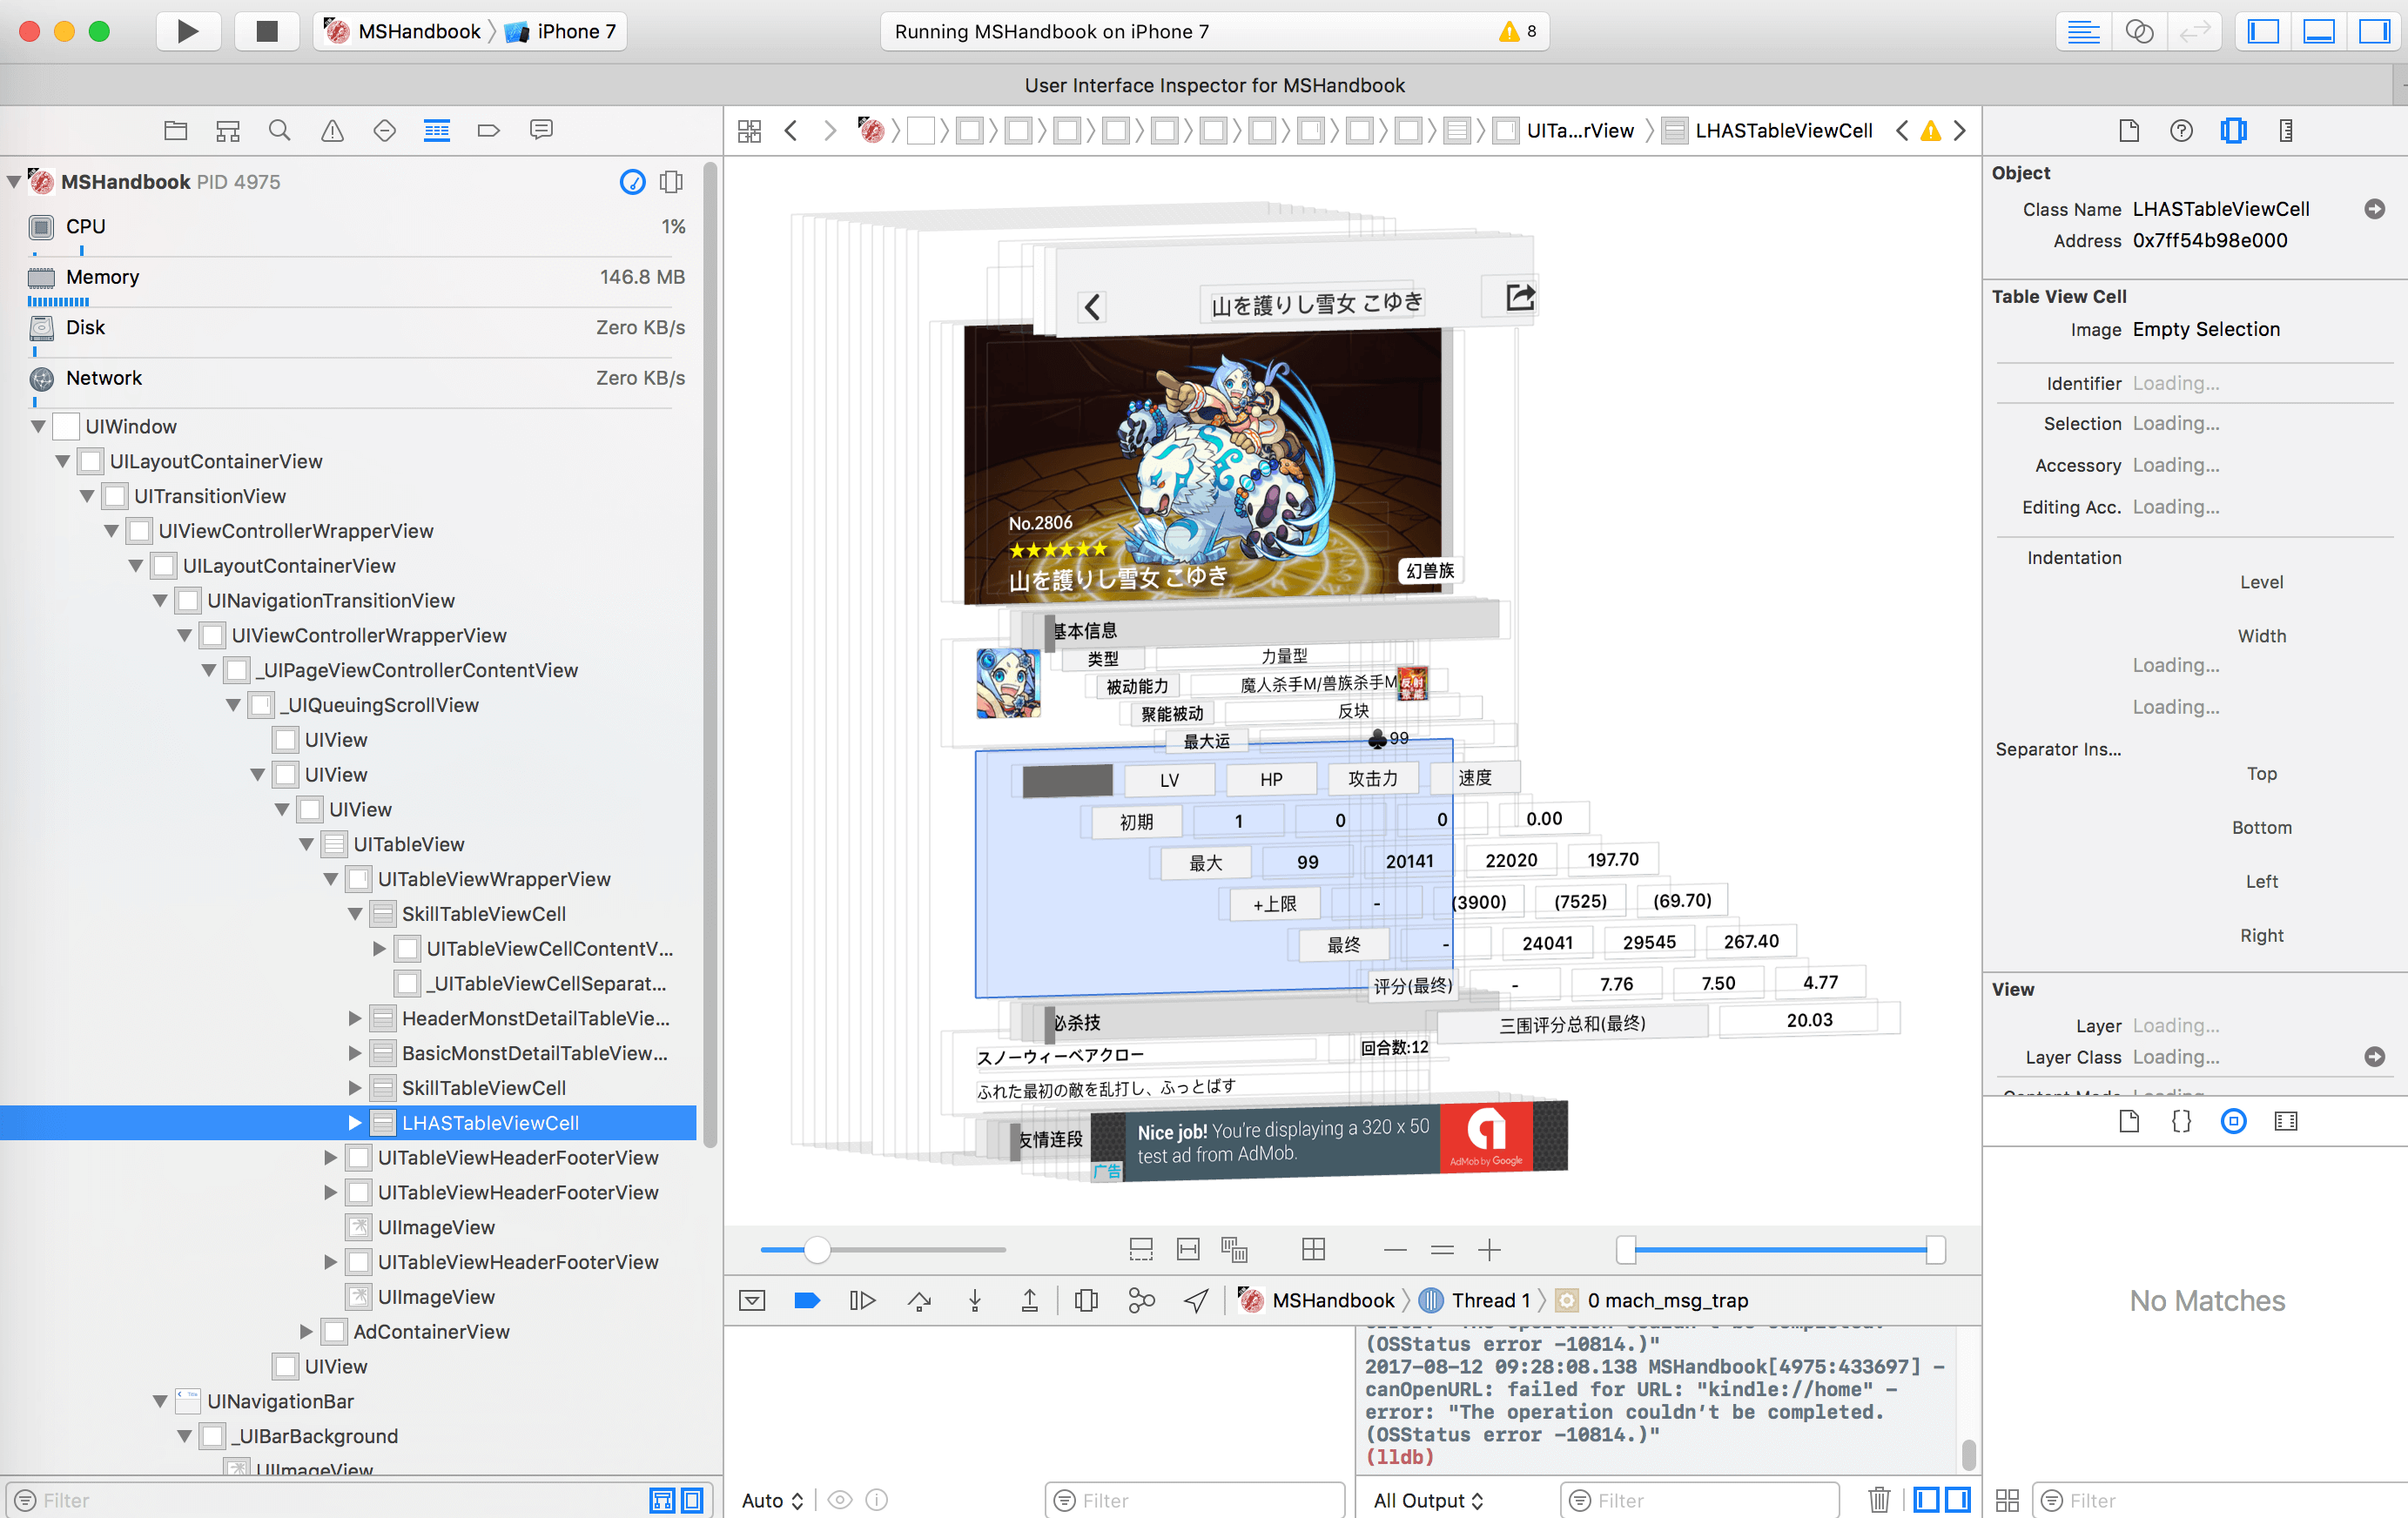 MSHandbook
iPhone 7
Running MSHandbook on iPhone 7
8
User Interface Inspector for MSHandbook
UITa...rView
LHASTableViewCell
MSHandbook PID 4975
CPU
1%
Memory
146.8 MB
Disk
Zero KB/s
Network
Zero KB/s
UIWindow
UILayoutContainerView
UITransitionView
UIViewControllerWrapperView
UILayoutContainerView
UINavigationTransitionView
UIViewControllerWrapperView
_UIPageViewControllerContentView
_UIQueuingScrollView
UIView
UIView
UIView
UITableView
UITableViewWrapperView
SkillTableViewCell
UITableViewCellContentV...
_UITableViewCellSeparat...
HeaderMonstDetailTableVie...
BasicMonstDetailTableView...
SkillTableViewCell
LHASTableViewCell
UITableViewHeaderFooterView
UITableViewHeaderFooterView
UIImageView
UITableViewHeaderFooterView
UIImageView
AdContainerView
UIView
UINavigationBar
_UIBarBackground
UIImageView
Filter
山を護りし雪女 こゆき
No.2806
★★★★★★
山を護りし雪女 こゆき
幻兽族
基本信息
类型
力量型
被动能力
魔人杀手M/兽族杀手M
反射
聚能被动
反块
最大运
♣99
LV
HP
攻击力
速度
初期
1
0
0
0.00
最大
99
20141
22020
197.70
+上限
-
(3900)
(7525)
(69.70)
最终
-
24041
29545
267.40
评分(最终)
-
7.76
7.50
4.77
三围评分总和(最终)
20.03
必杀技
スノーウィーベアクロー
回合数:12
ふれた最初の敵を乱打し、ふっとばす
友情连段
Nice job! You're displaying a 320 x 50
test ad from AdMob.
广告
AdMob by Google
MSHandbook
Thread 1
0 mach_msg_trap
error: "The operation couldn't be completed.
(OSStatus error -10814.)"
2017-08-12 09:28:08.138 MSHandbook[4975:433697] -
canOpenURL: failed for URL: "kindle://home" -
error: "The operation couldn't be completed.
(OSStatus error -10814.)"
(lldb)
Auto
Filter
All Output
Filter
Object
Class Name LHASTableViewCell
Address 0x7ff54b98e000
Table View Cell
Image Empty Selection
Identifier Loading...
Selection Loading...
Accessory Loading...
Editing Acc. Loading...
Indentation
Level
Width
Loading...
Loading...
Separator Ins...
Top
Bottom
Left
Right
View
Layer Loading...
Layer Class Loading...
Content Mode Loading...
No Matches
Filter